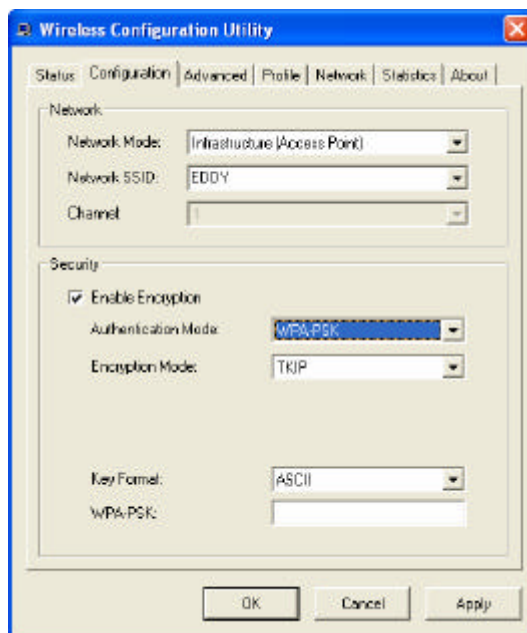 Wireless Configuration Utility
Status Configuration Advanced Profile Network Statistics About
Network
Network Mode: Infrastructure (Access Point)
Network SSID: EDDY
Channel: 1
Security
Enable Encryption
Authentication Mode: WPA-PSK
Encryption Mode: TKIP
Key Format: ASCII
WPA-PSK:
OK Cancel Apply